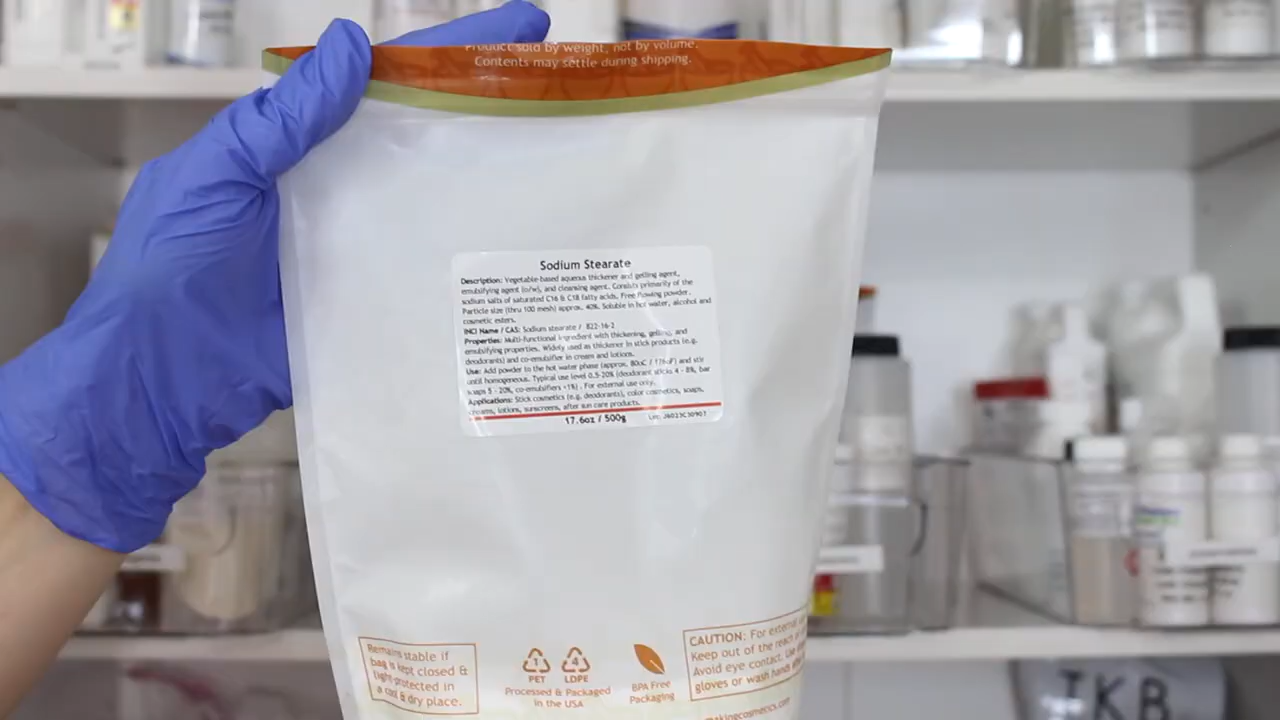 Product sold by weight, not by volume.
Contents may settle during shipping.
Sodium Stearate
Description: Vegetable-based aqueous thickener and gelling agent,
emulsifying agent (o/w), and cleansing agent. Consists primarily of the
sodium salts of saturated C16 & C18 fatty acids. Free flowing powder.
Particle size (thru 100 mesh) approx. 40%. Soluble in hot water, alcohol and
cosmetic esters.
INCI Name / CAS: Sodium stearate / 822-16-2
Properties: Multi-functional ingredient with thickening, gelling, and
emulsifying properties. Widely used as thickener in stick products (e.g.
deodorants) and co-emulsifier in cream and lotions.
Use: Add powder to the hot water phase (approx. 80oC / 176oF) and stir
until homogeneous. Typical use level 0.5-20% (deodorant sticks 4 - 8%, bar
soaps 5 - 20%, co-emulsifiers <1%). For external use only.
Applications: Stick cosmetics (e.g. deodorants), color cosmetics, soaps,
creams, lotions, sunscreens, after sun care products.
17.6oz / 500g
Remains stable if
bag is kept closed &
light-protected in
a cool & dry place.
1
PET
4
LDPE
Processed & Packaged
in the USA
BPA Free
Packaging
CAUTION: For external
Keep out of the reach
Avoid eye contact. Use
gloves or wash hands
makingcosmetics.com
TKB